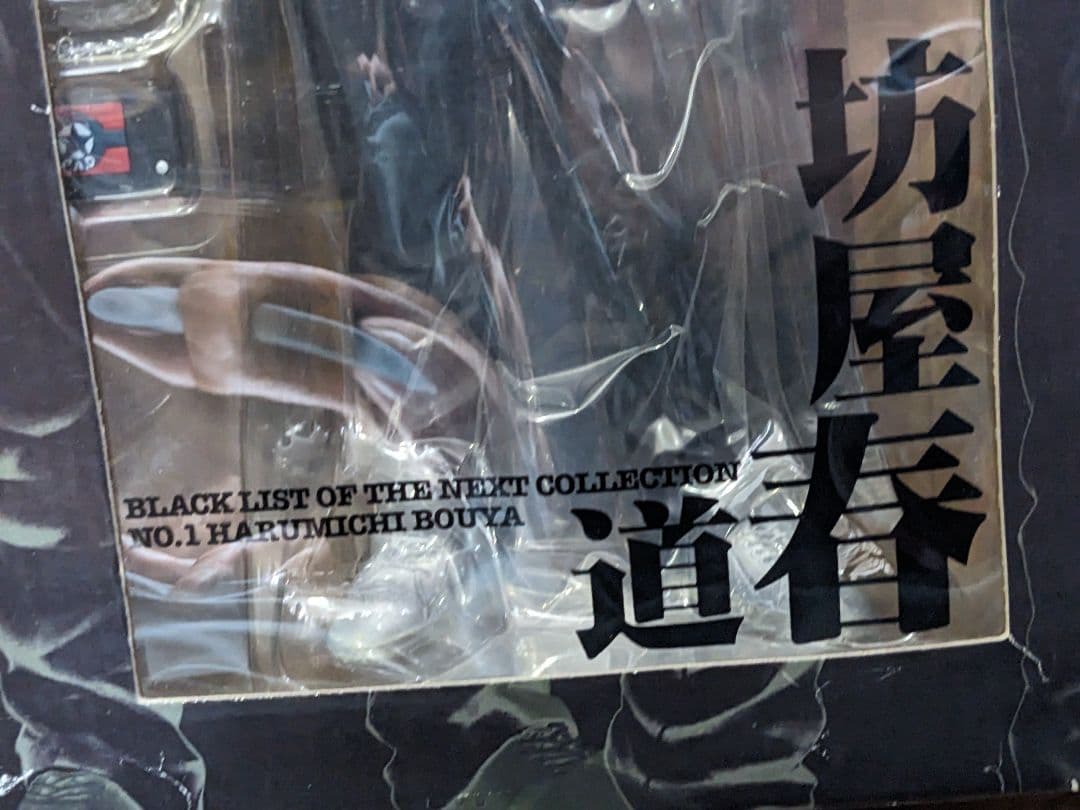 坊屋春道
BLACK LIST OF THE NEXT COLLECTION
NO.1 HARUMICHI BOUYA